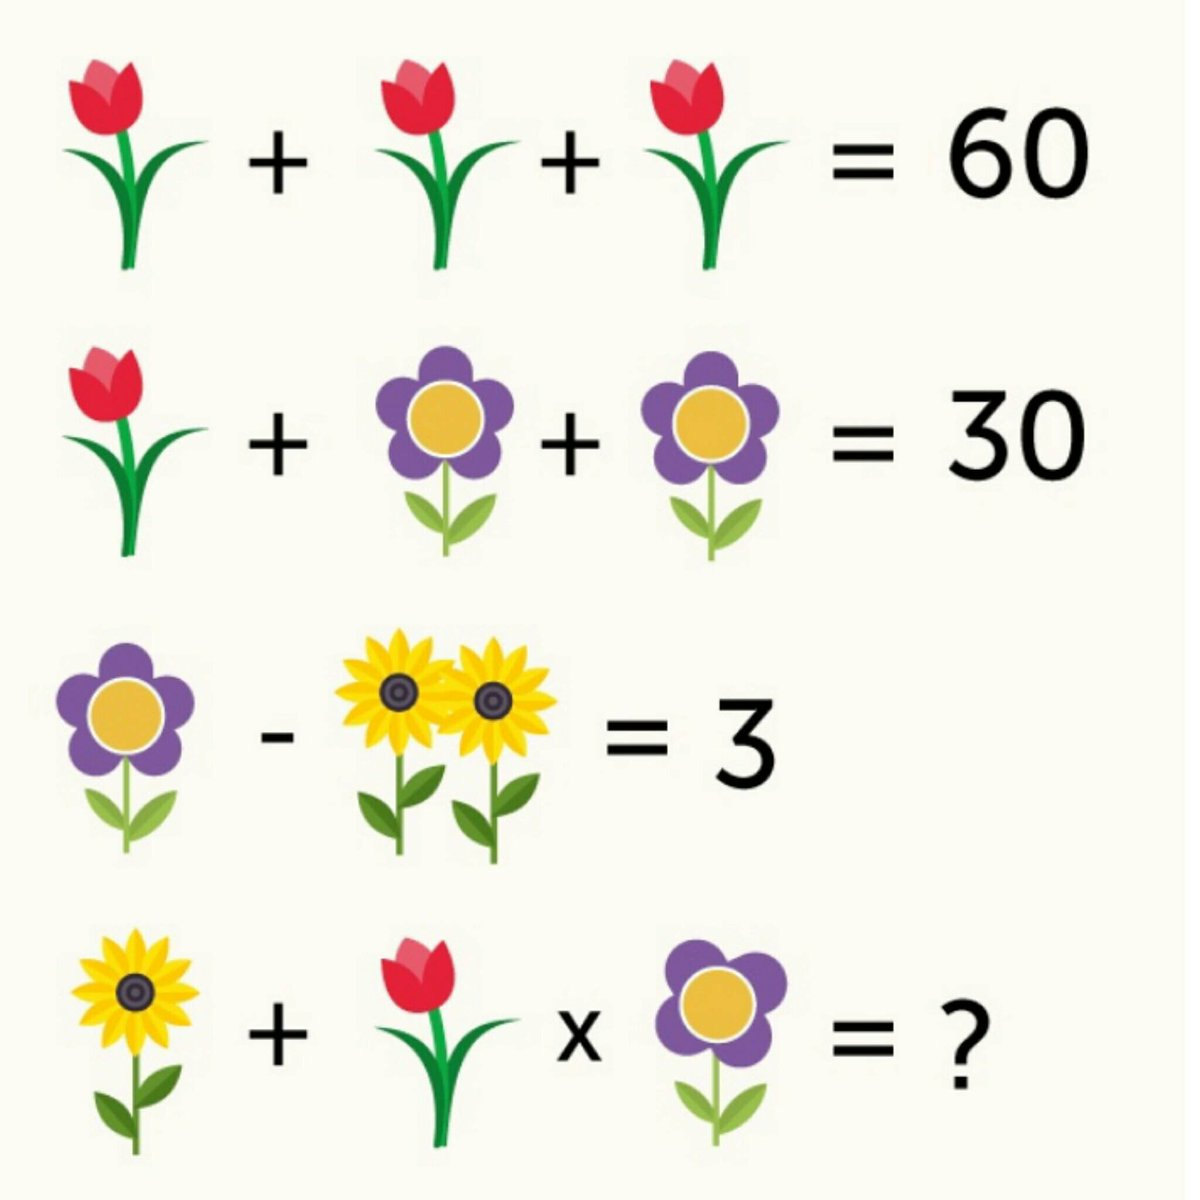 + + = 60
+ + = 30
- = 3
+ x = ?